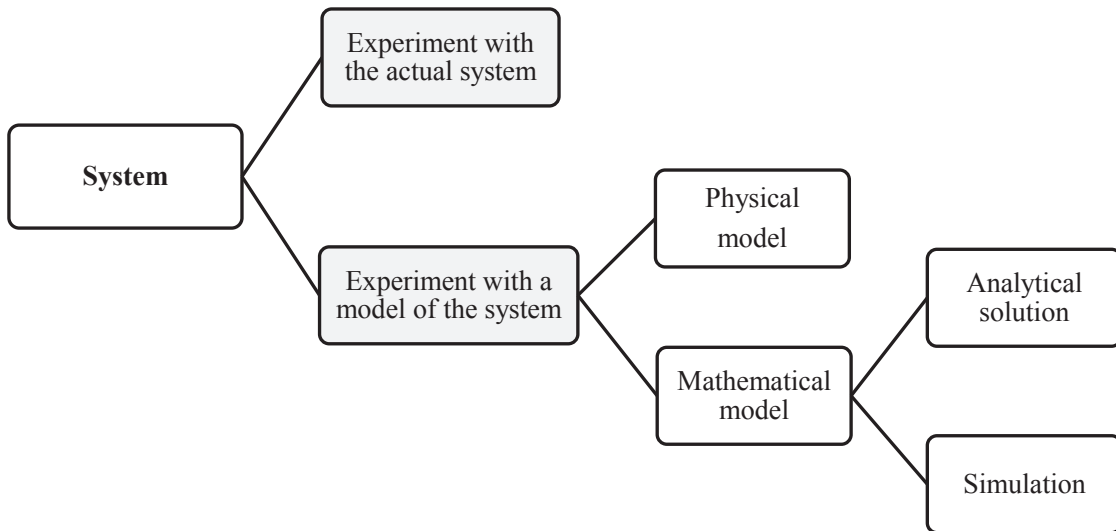 Experiment with
the actual system
System
Experiment with a
model of the system
Physical
model
Mathematical
model
Analytical
solution
Simulation